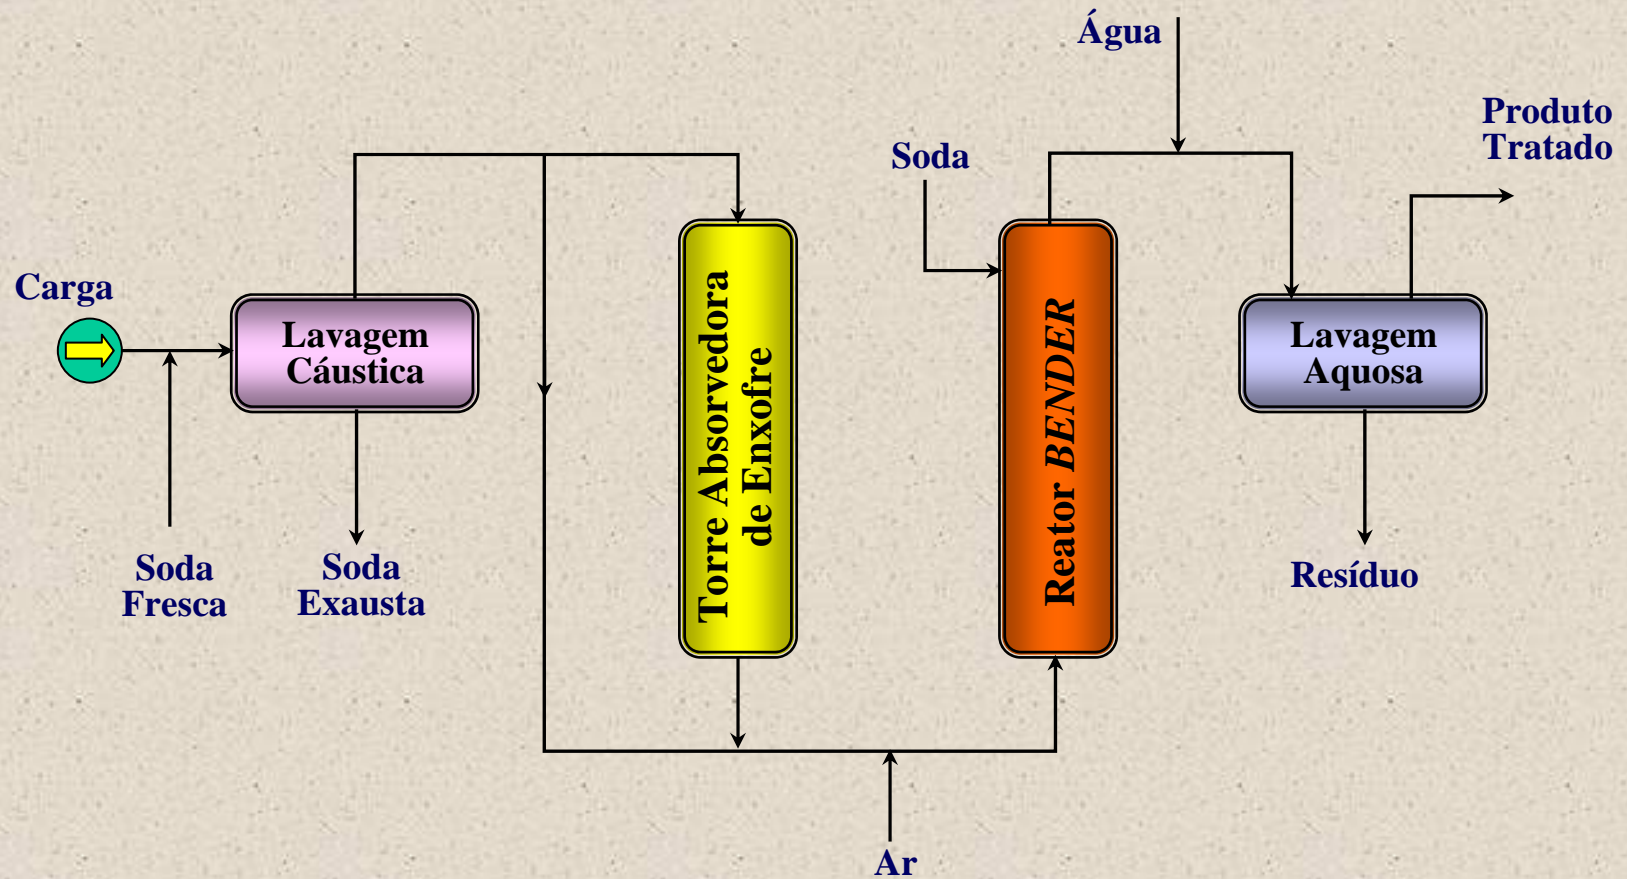 Água
Produto
Tratado
Soda
Carga
Lavagem
Cáustica
Torre Absorvedora
de Enxofre
Reator BENDER
Lavagem
Aquosa
Soda
Fresca
Soda
Exausta
Resíduo
Ar